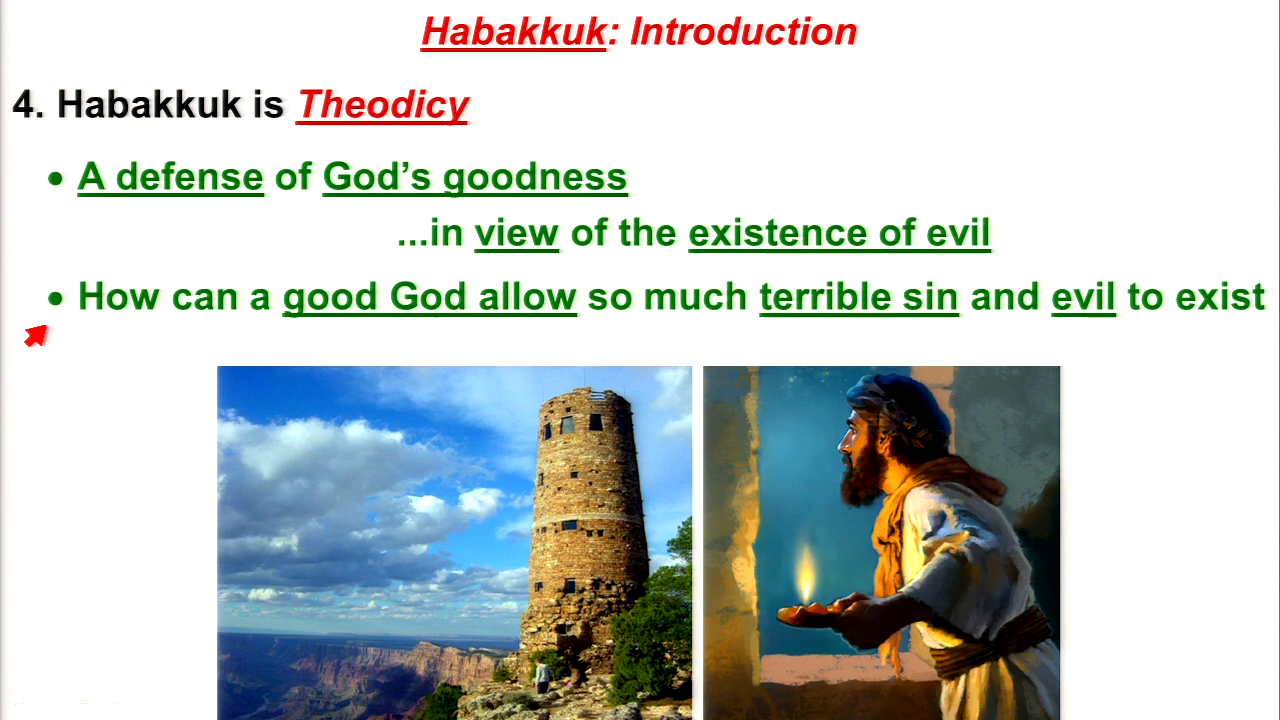 Habakkuk: Introduction
4. Habakkuk is Theodicy
• A defense of God’s goodness
...in view of the existence of evil
• How can a good God allow so much terrible sin and evil to exist